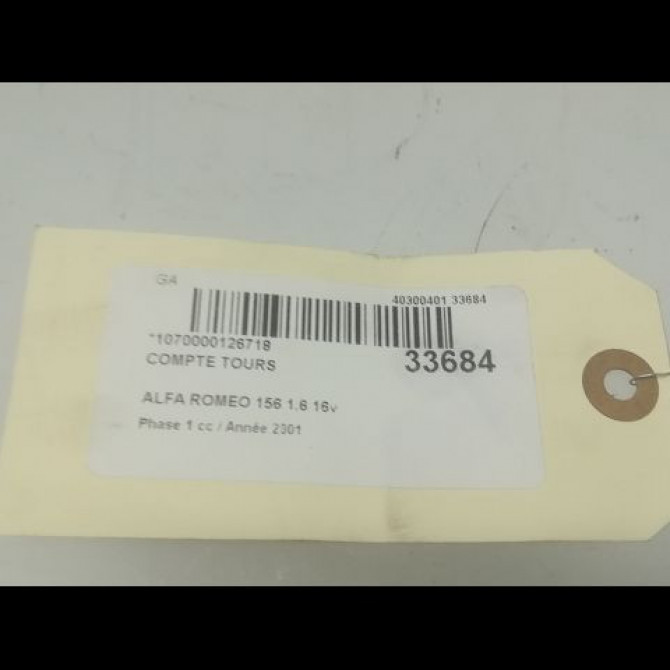 GA
40300401 33684
*1070000126718
COMPTE TOURS 33684
ALFA ROMEO 156 1,6 16v
Phase 1 cc / Année 2001